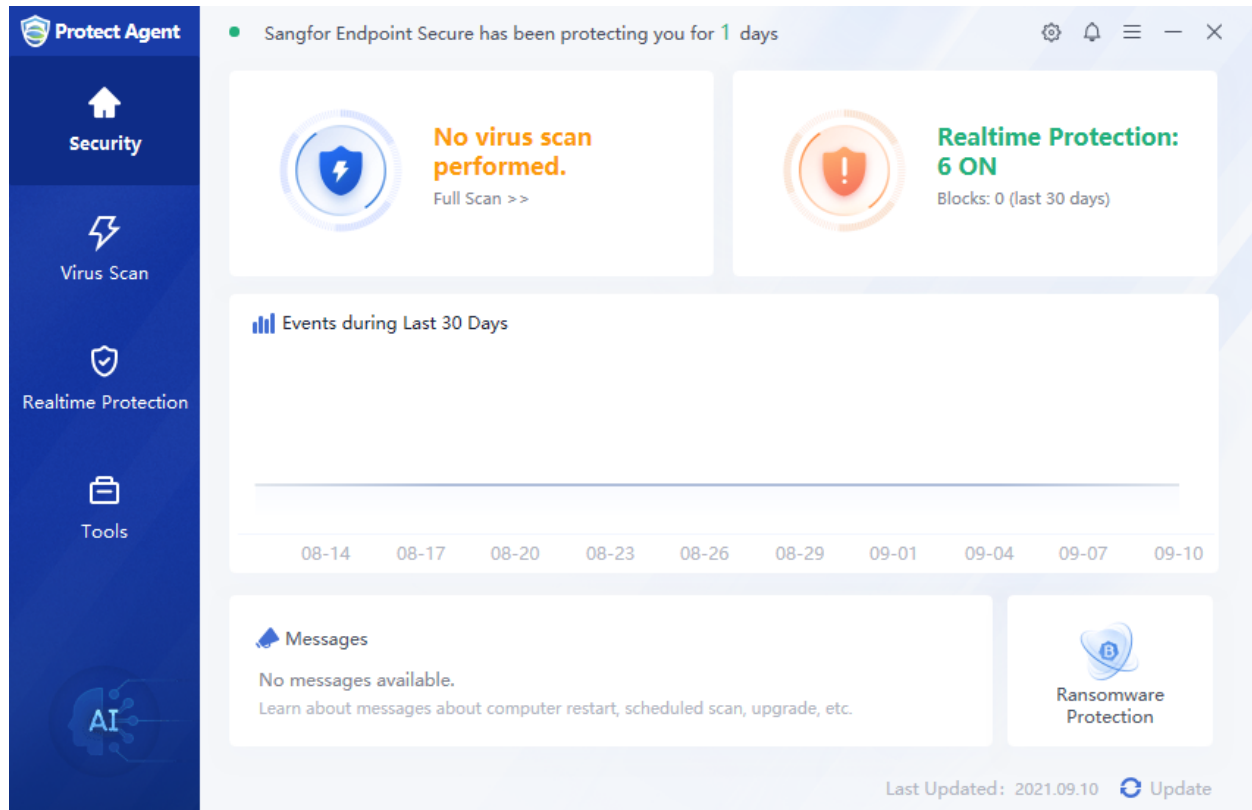 Protect Agent
Sangfor Endpoint Secure has been protecting you for 1 days
Security
Virus Scan
Realtime Protection
Tools
AI
No virus scan
performed.
Full Scan >>
Realtime Protection:
6 ON
Blocks: 0 (last 30 days)
Events during Last 30 Days
08-14 08-17 08-20 08-23 08-26 08-29 09-01 09-04 09-07 09-10
Messages
No messages available.
Learn about messages about computer restart, scheduled scan, upgrade, etc.
B
Ransomware
Protection
Last Updated: 2021.09.10 Update